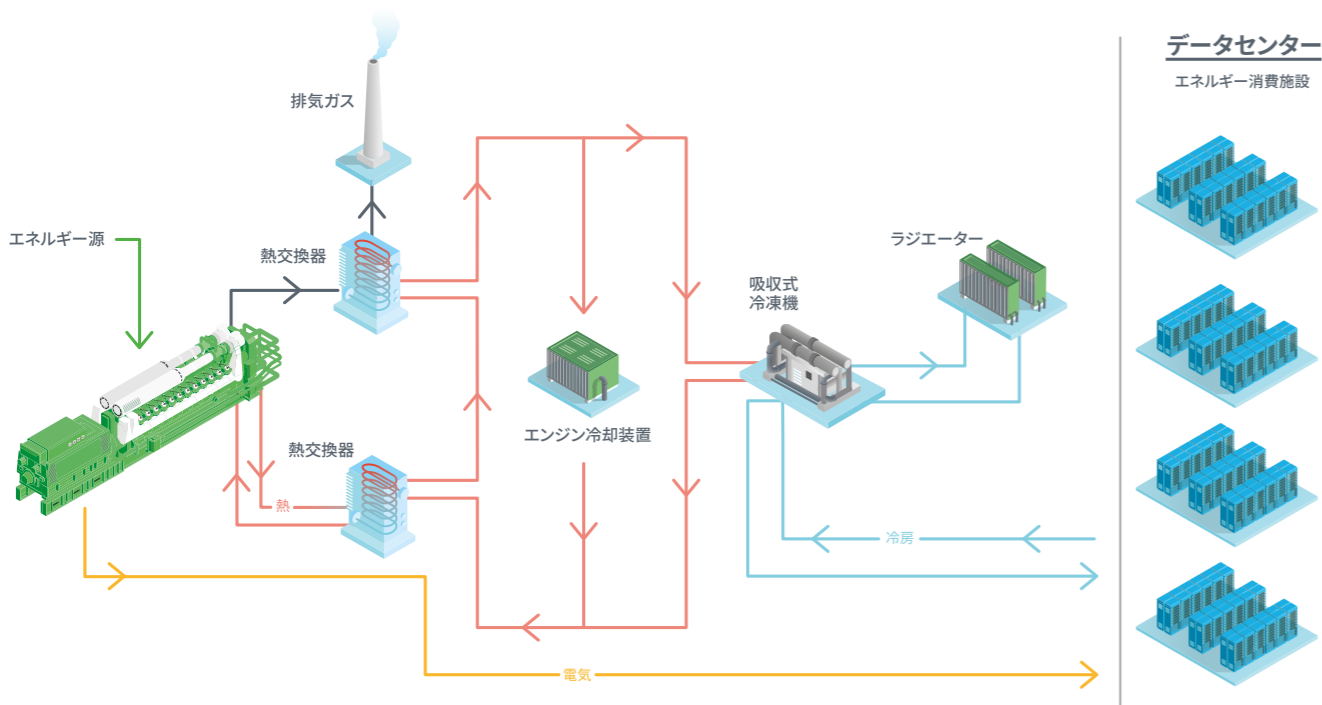 データセンター
エネルギー消費施設
排気ガス
エネルギー源
熱交換器
ラジエーター
吸収式
冷凍機
エンジン冷却装置
熱交換器
熱
冷房
電気